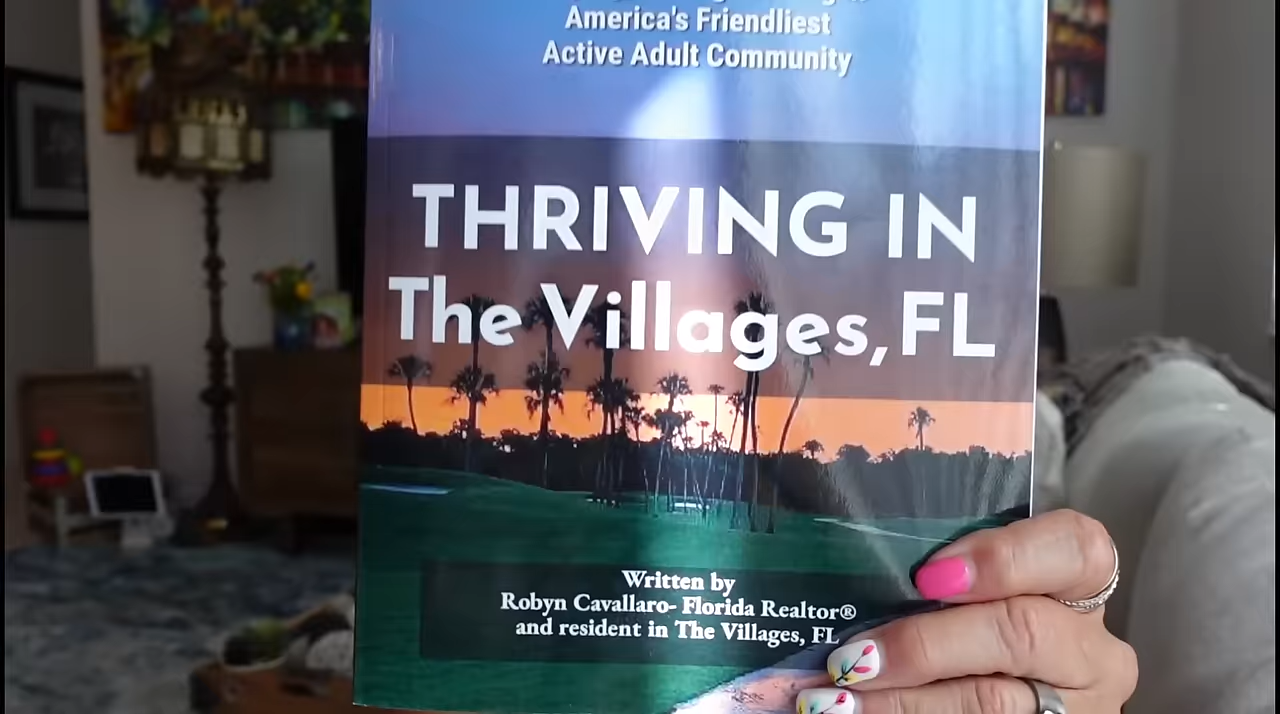 America's Friendliest
Active Adult Community
THRIVING IN
The Villages, FL
Written by
Robyn Cavallaro- Florida Realtor®
and resident in The Villages, FL